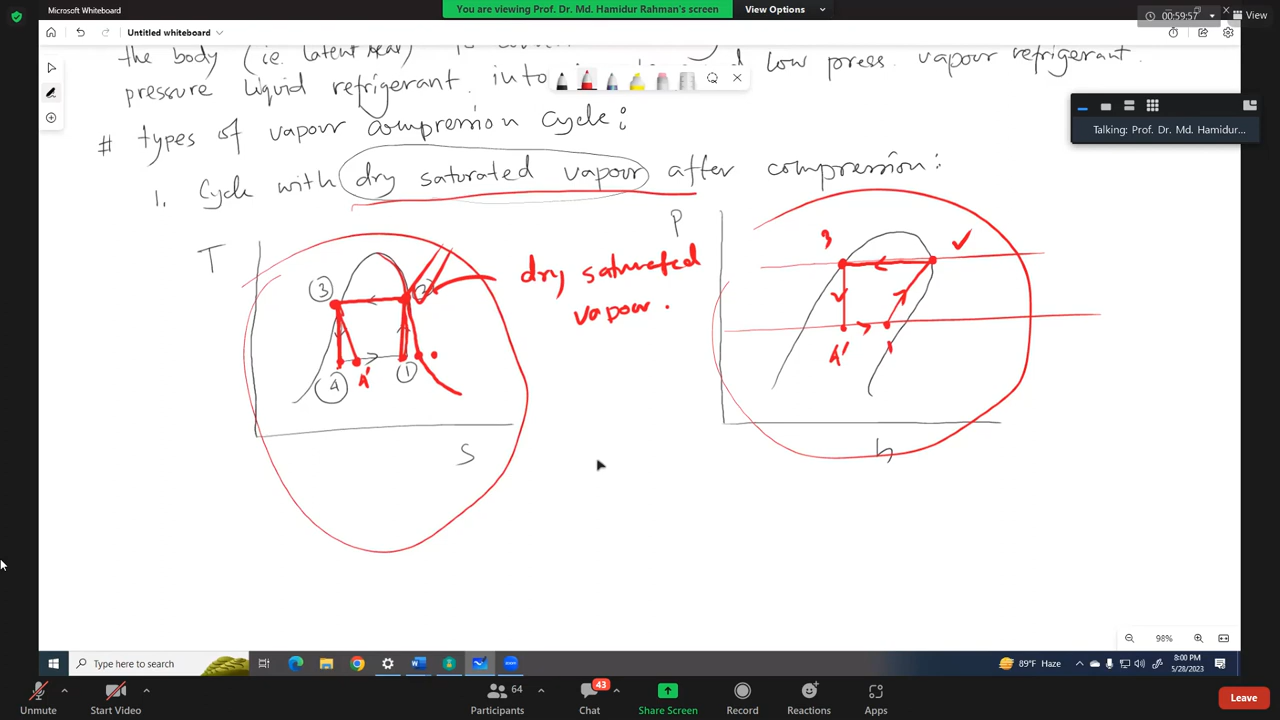 You are viewing Prof. Dr. Md. Hamidur Rahman's screen
View Options
00:59:57
View
Microsoft Whiteboard
Untitled whiteboard
the body (i.e. latent heat)
pressure liquid refrigerant into
low press. vapour refrigerant.
Talking: Prof. Dr. Md. Hamidur...
# types of vapour compression cycle:
1. Cycle with dry saturated vapour after compression:
T
3
2
4
4'
1
S
dry saturated
vapour.
P
3
4'
1
h
98%
Type here to search
89°F Haze
8:00 PM
5/28/2023
Unmute
Start Video
64
Participants
43
Chat
Share Screen
Record
Reactions
Apps
Leave